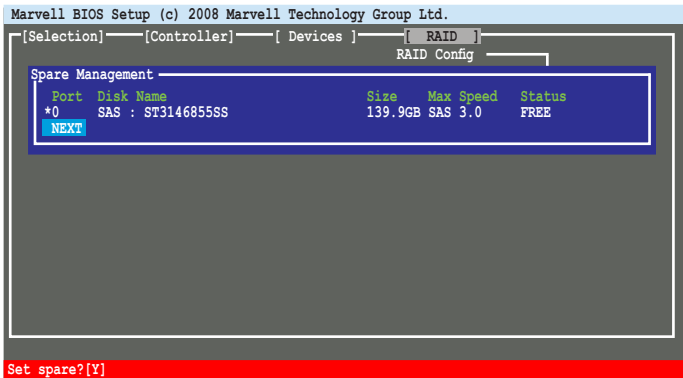 Marvell BIOS Setup (c) 2008 Marvell Technology Group Ltd.
[Selection] [Controller] [ Devices ] [ RAID ]
RAID Config
Spare Management
Port Disk Name Size Max Speed Status
*0 SAS : ST3146855SS 139.9GB SAS 3.0 FREE
NEXT
Set spare?[Y]